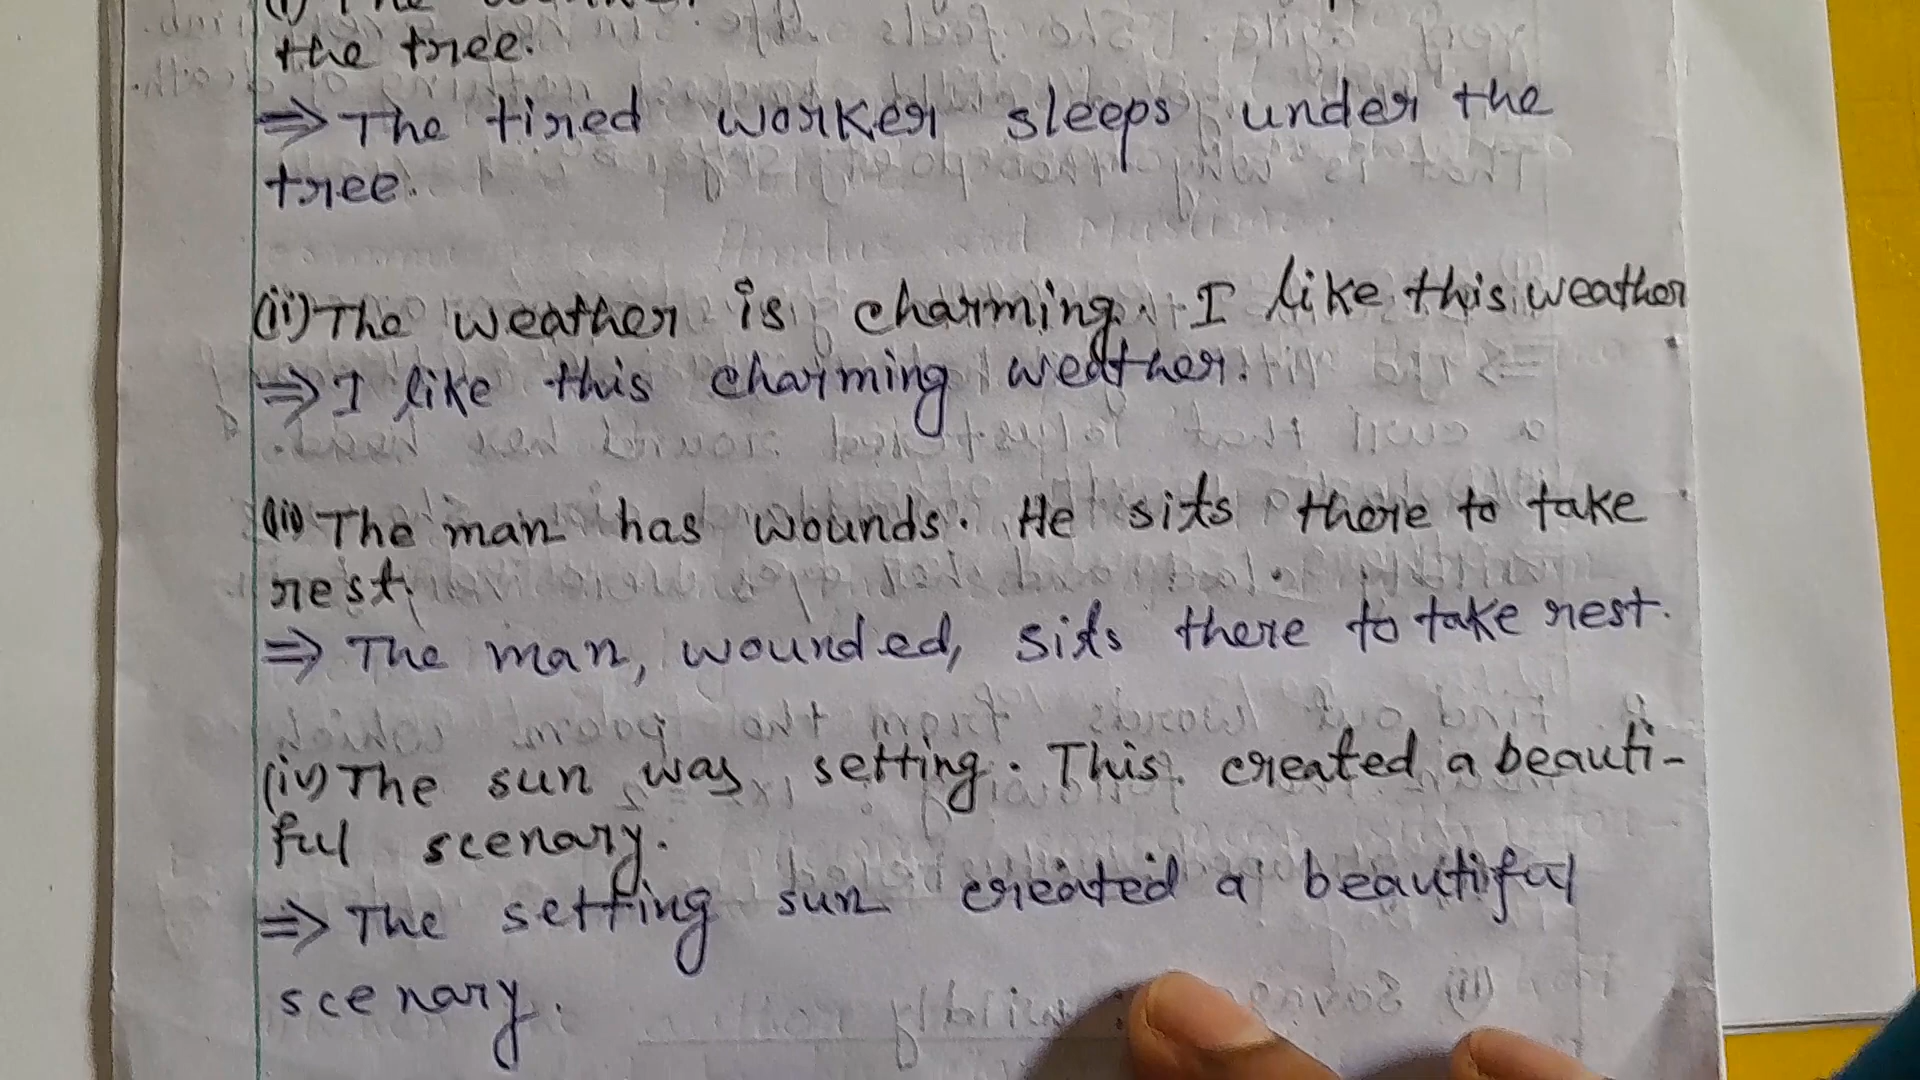 (i) The
the tree.
⇒ The tired worker sleeps under the
tree.
(ii) The weather is charming. I like this weather
⇒ I like this charming weather.
(iii) The man has wounds. He sits there to take
rest.
⇒ The man, wounded, sits there to take rest.
(iv) The sun was setting. This created a beauti-
ful scenary.
⇒ The setting sun created a beautiful
scenary.